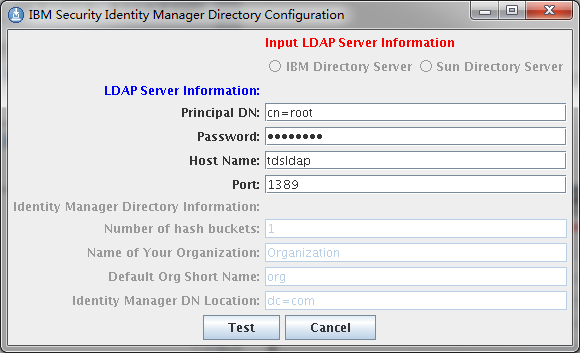 IBM Security Identity Manager Directory Configuration
Input LDAP Server Information
IBM Directory Server Sun Directory Server
LDAP Server Information:
Principal DN: cn=root
Password: ●●●●●●●●
Host Name: tdsldap
Port: 1389
Identity Manager Directory Information:
Number of hash buckets: 1
Name of Your Organization: Organization
Default Org Short Name: org
Identity Manager DN Location: dc=com
Test Cancel